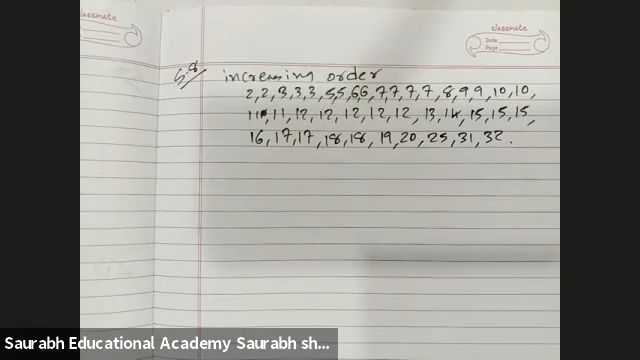 classmate
classmate
Date
Page
5.8 increasing order
2, 2, 3, 3, 3, 5, 5, 6, 6, 7, 7, 7, 7, 8, 9, 9, 10, 10,
11, 11, 12, 12, 12, 12, 12, 13, 14, 15, 15, 15,
16, 17, 17, 18, 18, 19, 20, 25, 31, 32.
Saurabh Educational Academy Saurabh sh...